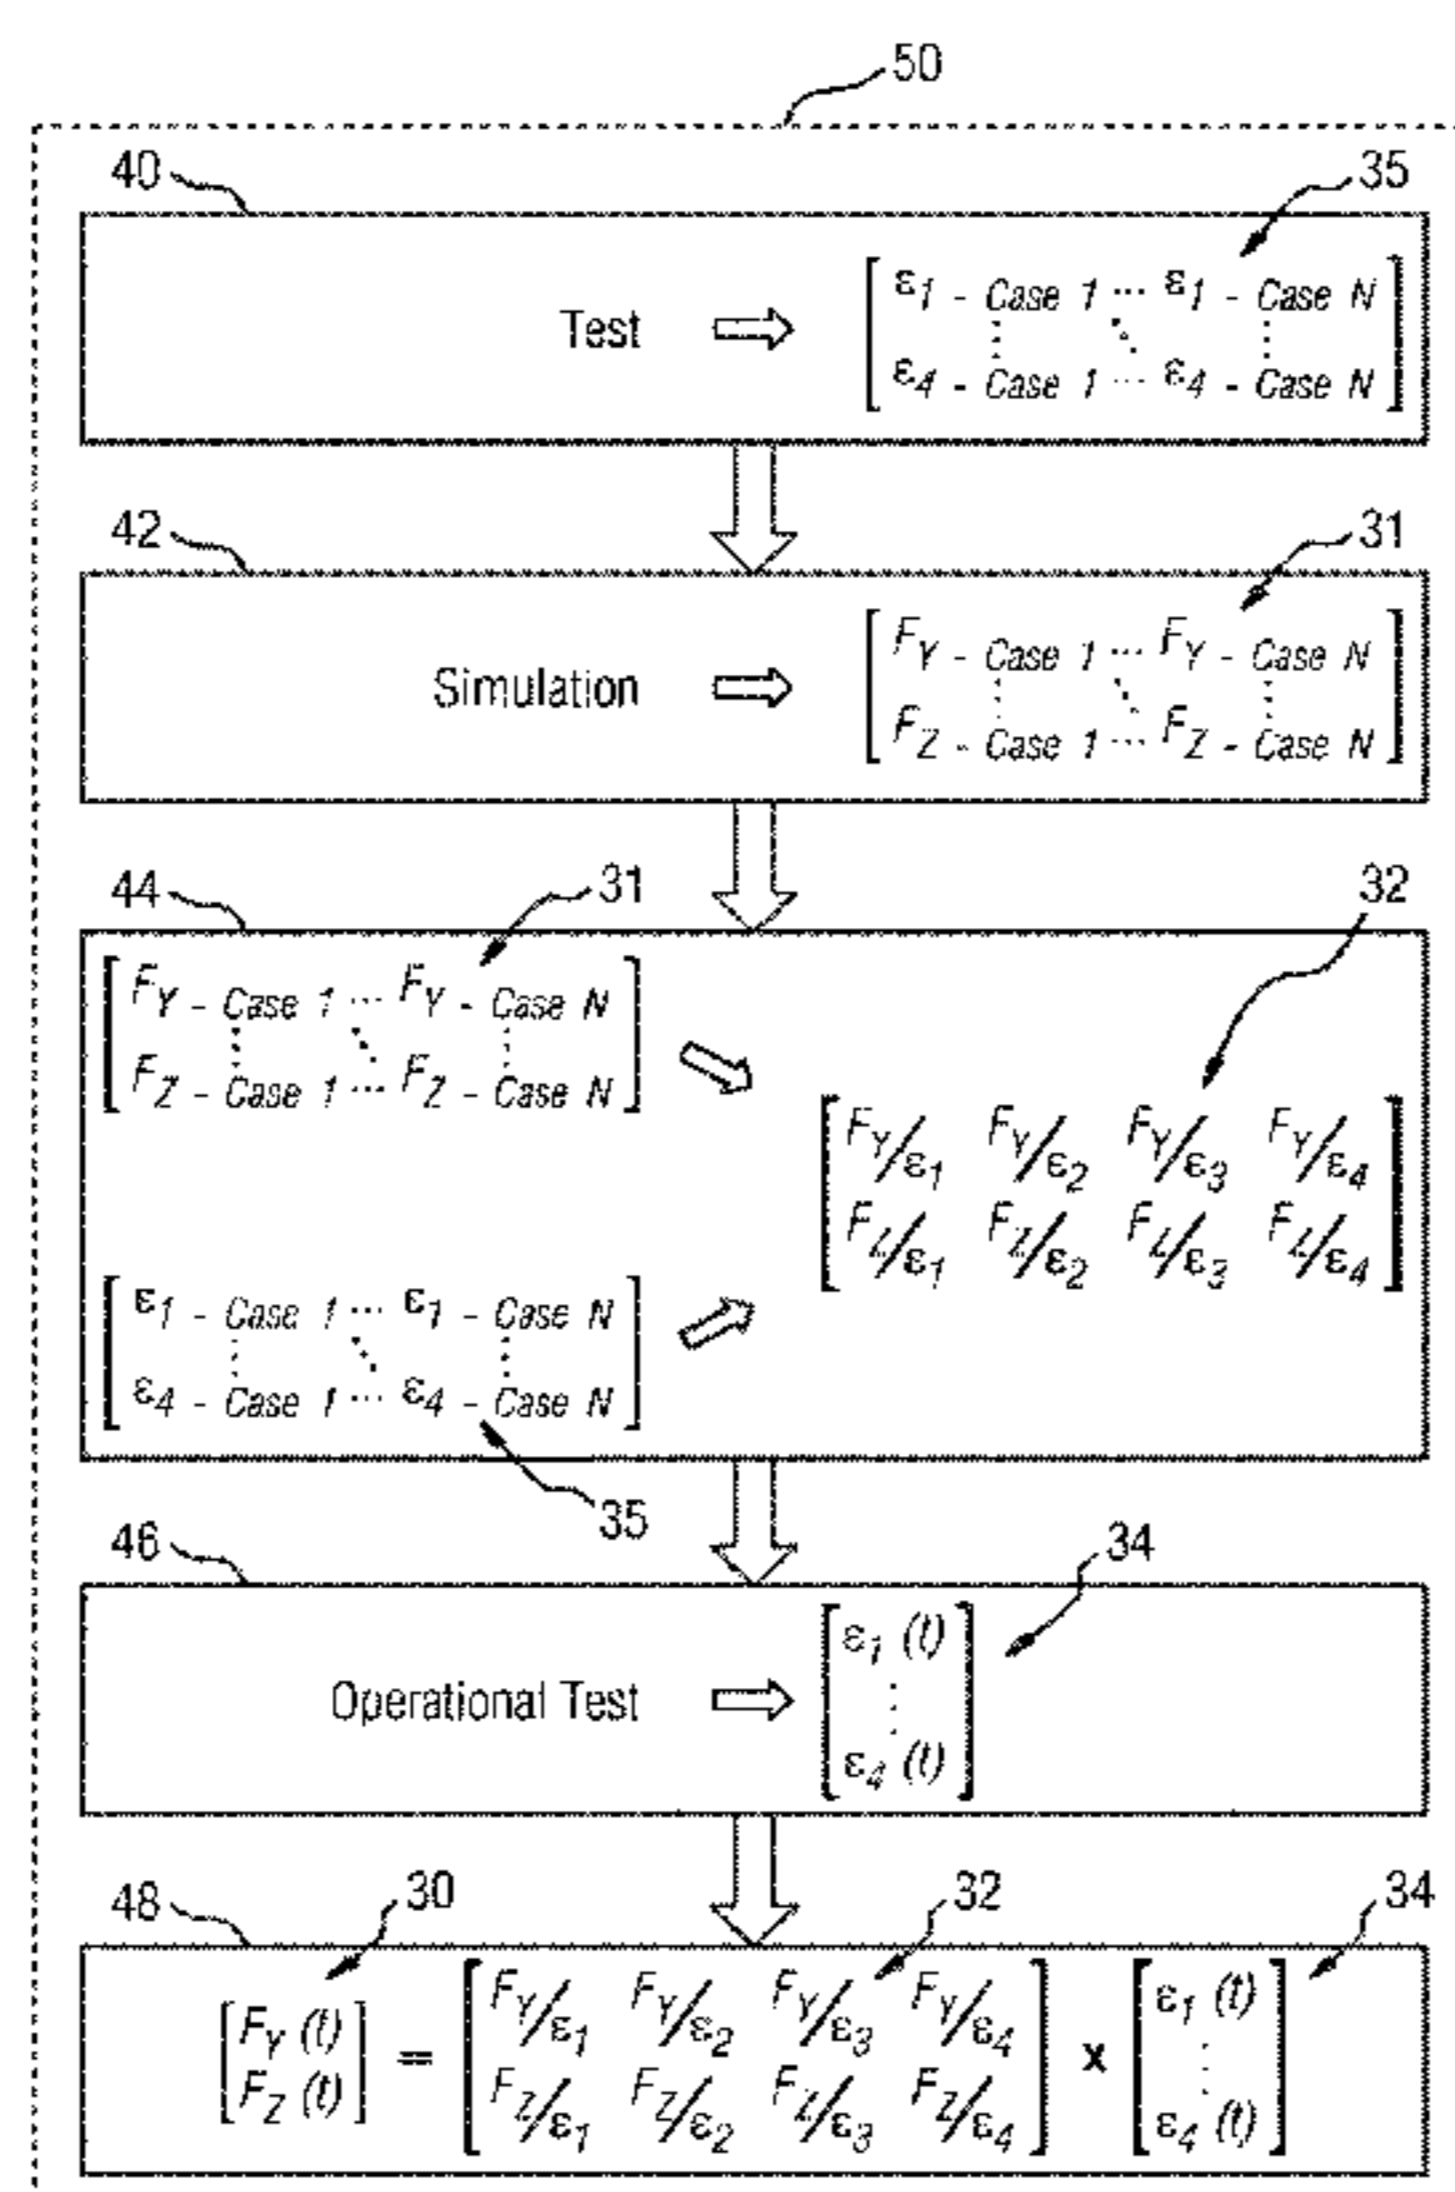 50
40
35
Test ⇨ [ ε1 - Case 1 ··· ε1 - Case N
ε4 - Case 1 ··· ε4 - Case N ]
42
31
Simulation ⇨ [ FY - Case 1 ··· FY - Case N
FZ - Case 1 ··· FZ - Case N ]
44
31
32
[ FY - Case 1 ··· FY - Case N
FZ - Case 1 ··· FZ - Case N ]
[ FY/ε1 FY/ε2 FY/ε3 FY/ε4
FZ/ε1 FZ/ε2 FZ/ε3 FZ/ε4 ]
[ ε1 - Case 1 ··· ε1 - Case N
ε4 - Case 1 ··· ε4 - Case N ]
35
46
34
Operational Test ⇨ [ ε1 (t)
ε4 (t) ]
48
30
32
34
[ FY (t)
FZ (t) ] = [ FY/ε1 FY/ε2 FY/ε3 FY/ε4
FZ/ε1 FZ/ε2 FZ/ε3 FZ/ε4 ] x [ ε1 (t)
ε4 (t) ]